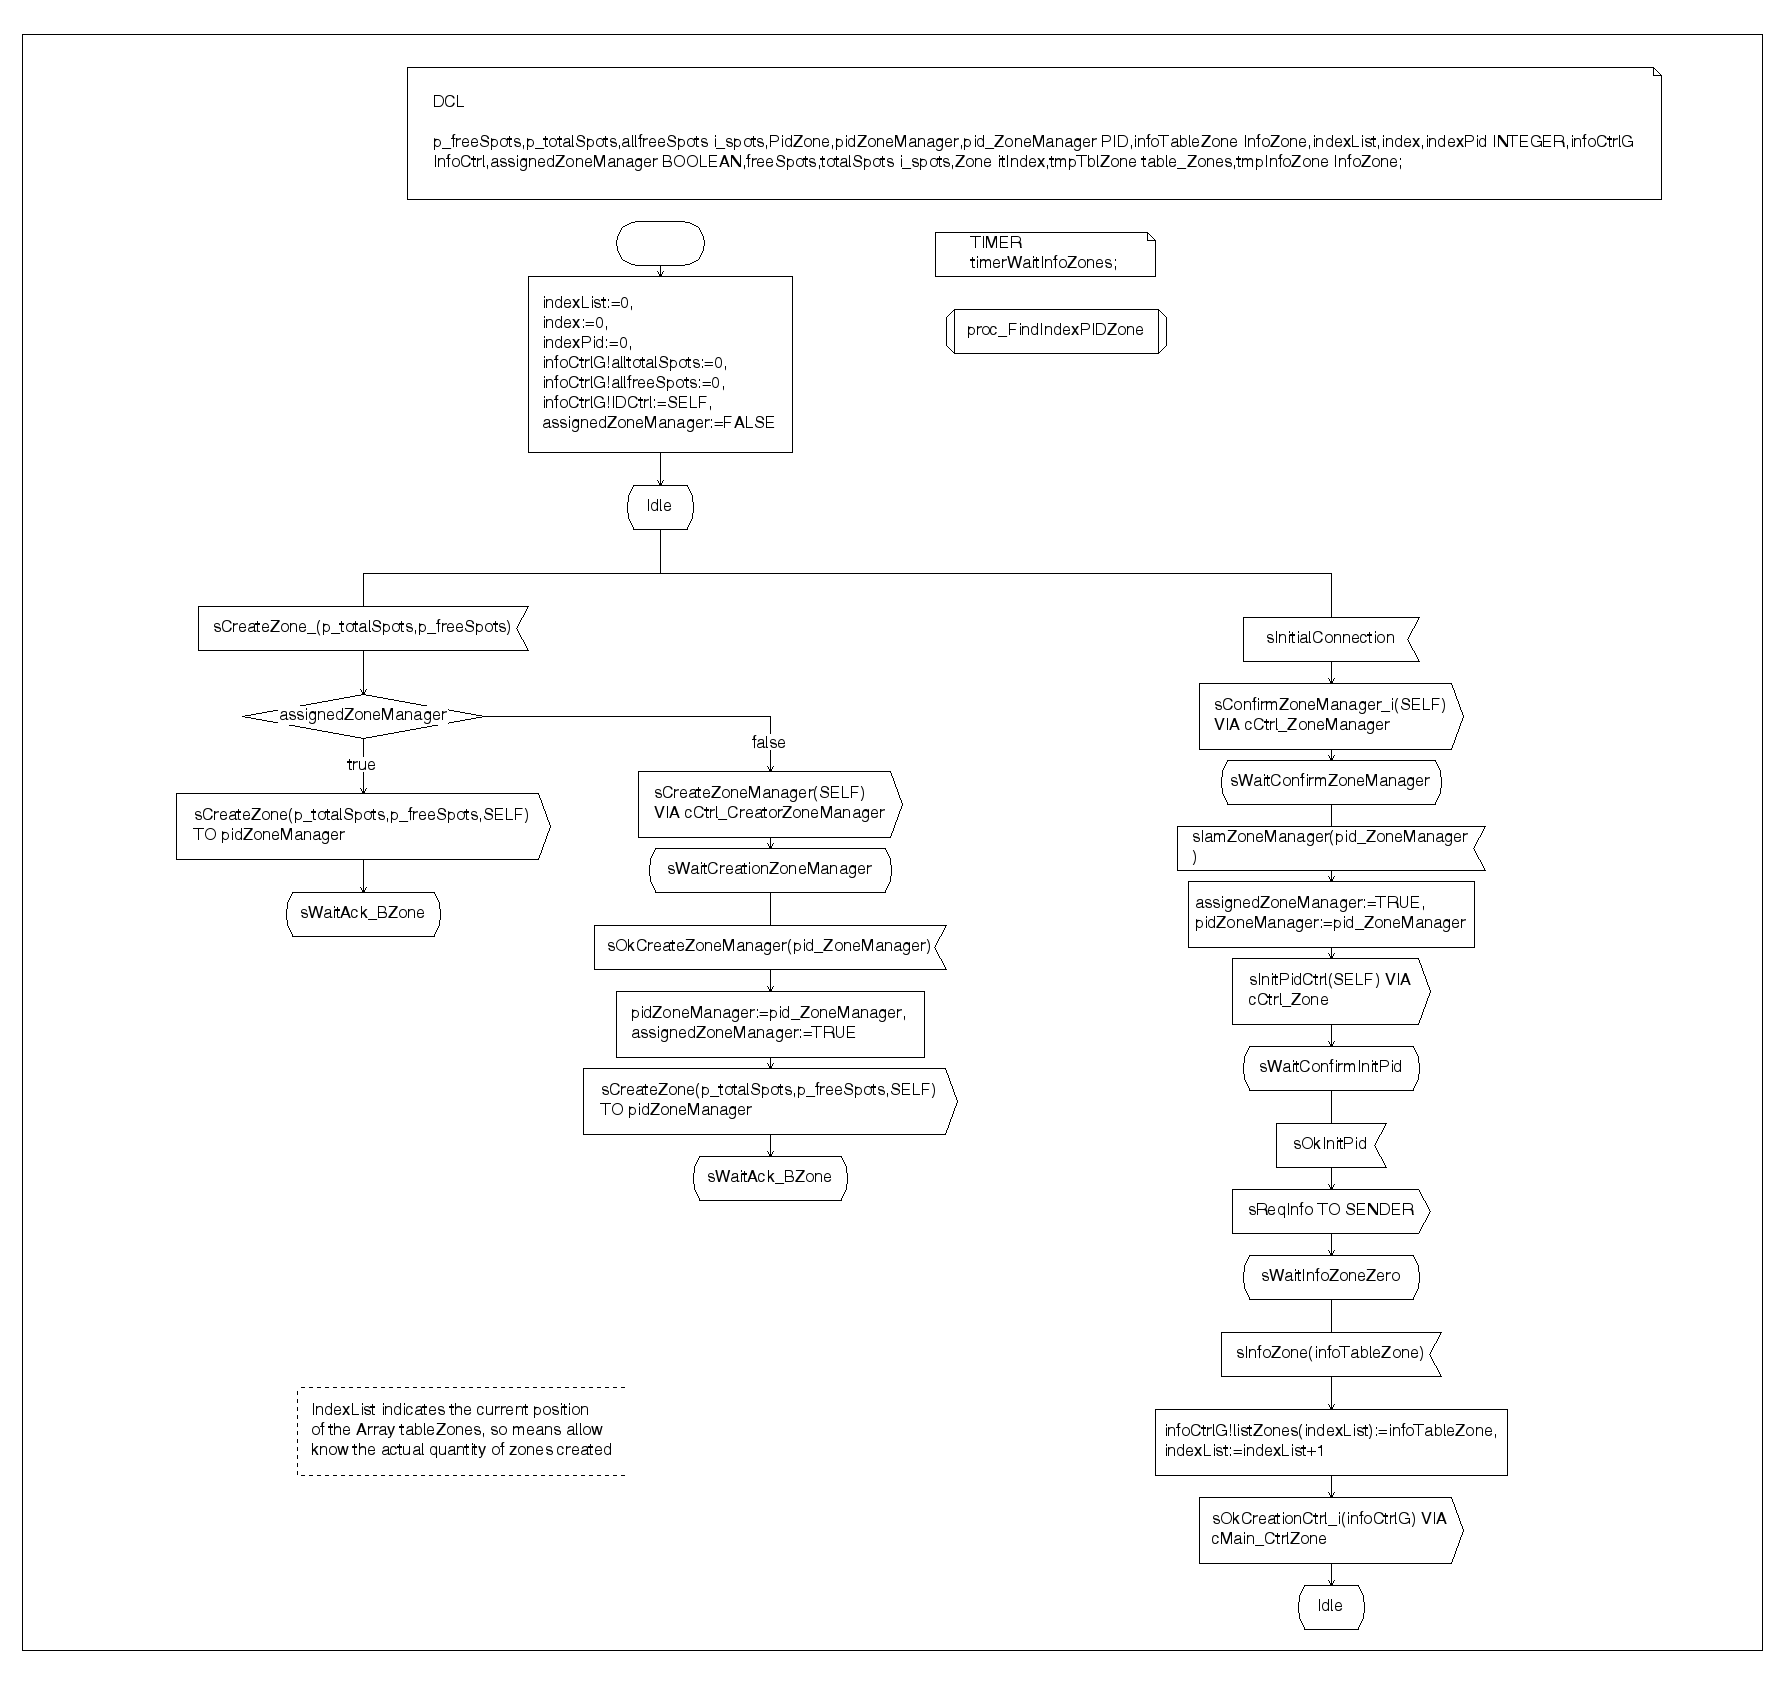 DCL
p_freeSpots,p_totalSpots,allfreeSpots i_spots,PidZone,pidZoneManager,pid_ZoneManager PID,infoTableZone InfoZone,indexList,index,indexPid INTEGER,infoCtrlG
InfoCtrl,assignedZoneManager BOOLEAN,freeSpots,totalSpots i_spots,Zone itIndex,tmpTblZone table_Zones,tmpInfoZone InfoZone;
TIMER
timerWaitInfoZones;
proc_FindIndexPIDZone
indexList:=0,
index:=0,
indexPid:=0,
infoCtrlG!alltotalSpots:=0,
infoCtrlG!allfreeSpots:=0,
infoCtrlG!IDCtrl:=SELF,
assignedZoneManager:=FALSE
Idle
sCreateZone_(p_totalSpots,p_freeSpots)
assignedZoneManager
true
sCreateZone(p_totalSpots,p_freeSpots,SELF)
TO pidZoneManager
sWaitAck_BZone
false
sCreateZoneManager(SELF)
VIA cCtrl_CreatorZoneManager
sWaitCreationZoneManager
sOkCreateZoneManager(pid_ZoneManager)
pidZoneManager:=pid_ZoneManager,
assignedZoneManager:=TRUE
sCreateZone(p_totalSpots,p_freeSpots,SELF)
TO pidZoneManager
sWaitAck_BZone
sInitialConnection
sConfirmZoneManager_i(SELF)
VIA cCtrl_ZoneManager
sWaitConfirmZoneManager
sIamZoneManager(pid_ZoneManager
)
assignedZoneManager:=TRUE,
pidZoneManager:=pid_ZoneManager
sInitPidCtrl(SELF) VIA
cCtrl_Zone
sWaitConfirmInitPid
sOkInitPid
sReqInfo TO SENDER
sWaitInfoZoneZero
sInfoZone(infoTableZone)
infoCtrlG!listZones(indexList):=infoTableZone,
indexList:=indexList+1
sOkCreationCtrl_i(infoCtrlG) VIA
cMain_CtrlZone
Idle
IndexList indicates the current position
of the Array tableZones, so means allow
know the actual quantity of zones created